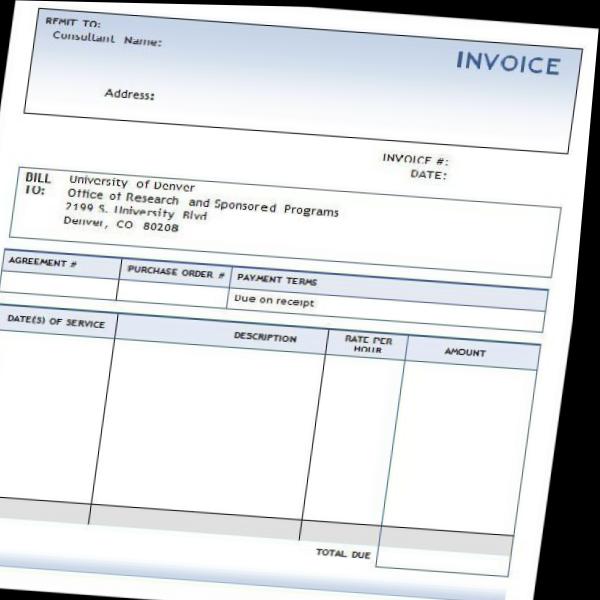 REMIT TO:
Consultant Name:
INVOICE
Address:
INVOICE #:
DATE:
BILL TO:
University of Denver
Office of Research and Sponsored Programs
2199 S. University Blvd
Denver, CO 80208
AGREEMENT # PURCHASE ORDER # PAYMENT TERMS
Due on receipt
DATE(S) OF SERVICE DESCRIPTION RATE PER HOUR AMOUNT
TOTAL DUE